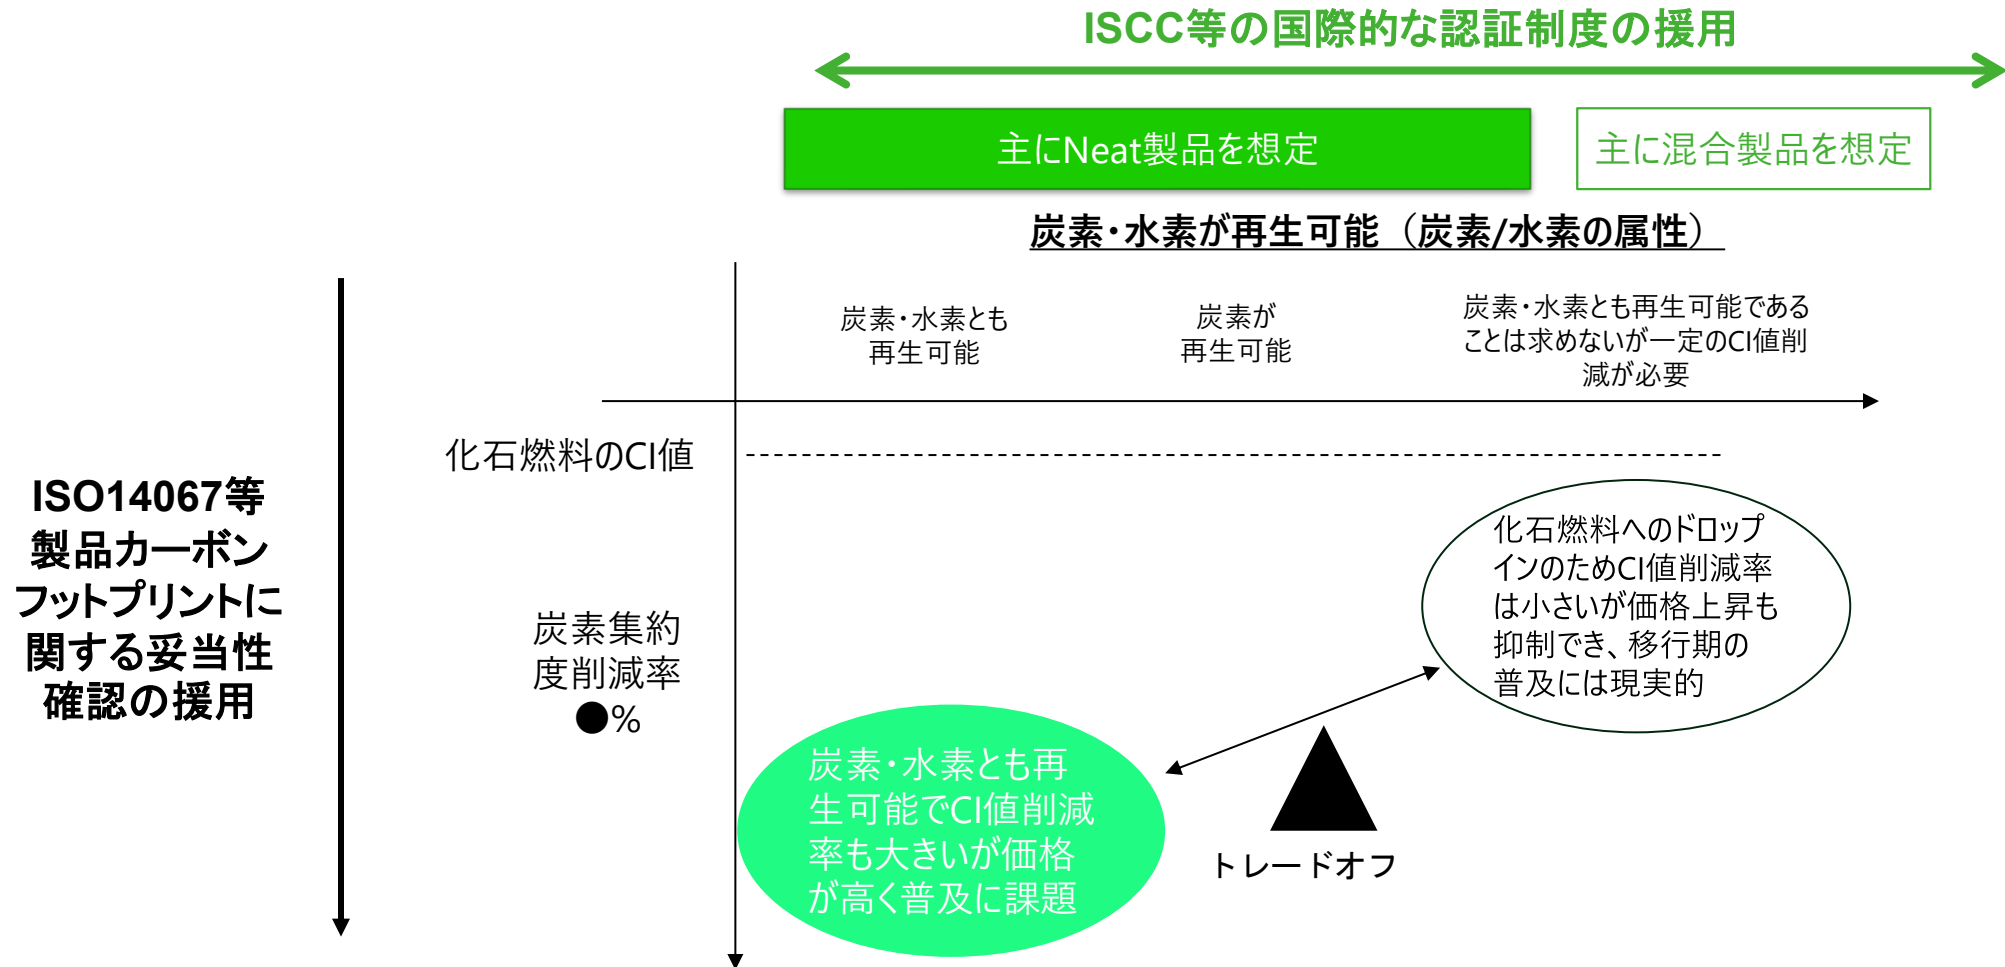 ISCC等の国際的な認証制度の援用
主にNeat製品を想定
主に混合製品を想定
炭素・水素が再生可能（炭素/水素の属性）
炭素・水素とも
再生可能
炭素が
再生可能
炭素・水素とも再生可能である
ことは求めないが一定のCI値削
減が必要
化石燃料のCI値
ISO14067等
製品カーボン
フットプリントに
関する妥当性
確認の援用
炭素集約
度削減率
●%
化石燃料へのドロップ
インのためCI値削減率
は小さいが価格上昇も
抑制でき、移行期の
普及には現実的
炭素・水素とも再
生可能でCI値削減
率も大きいが価格
が高く普及に課題
トレードオフ